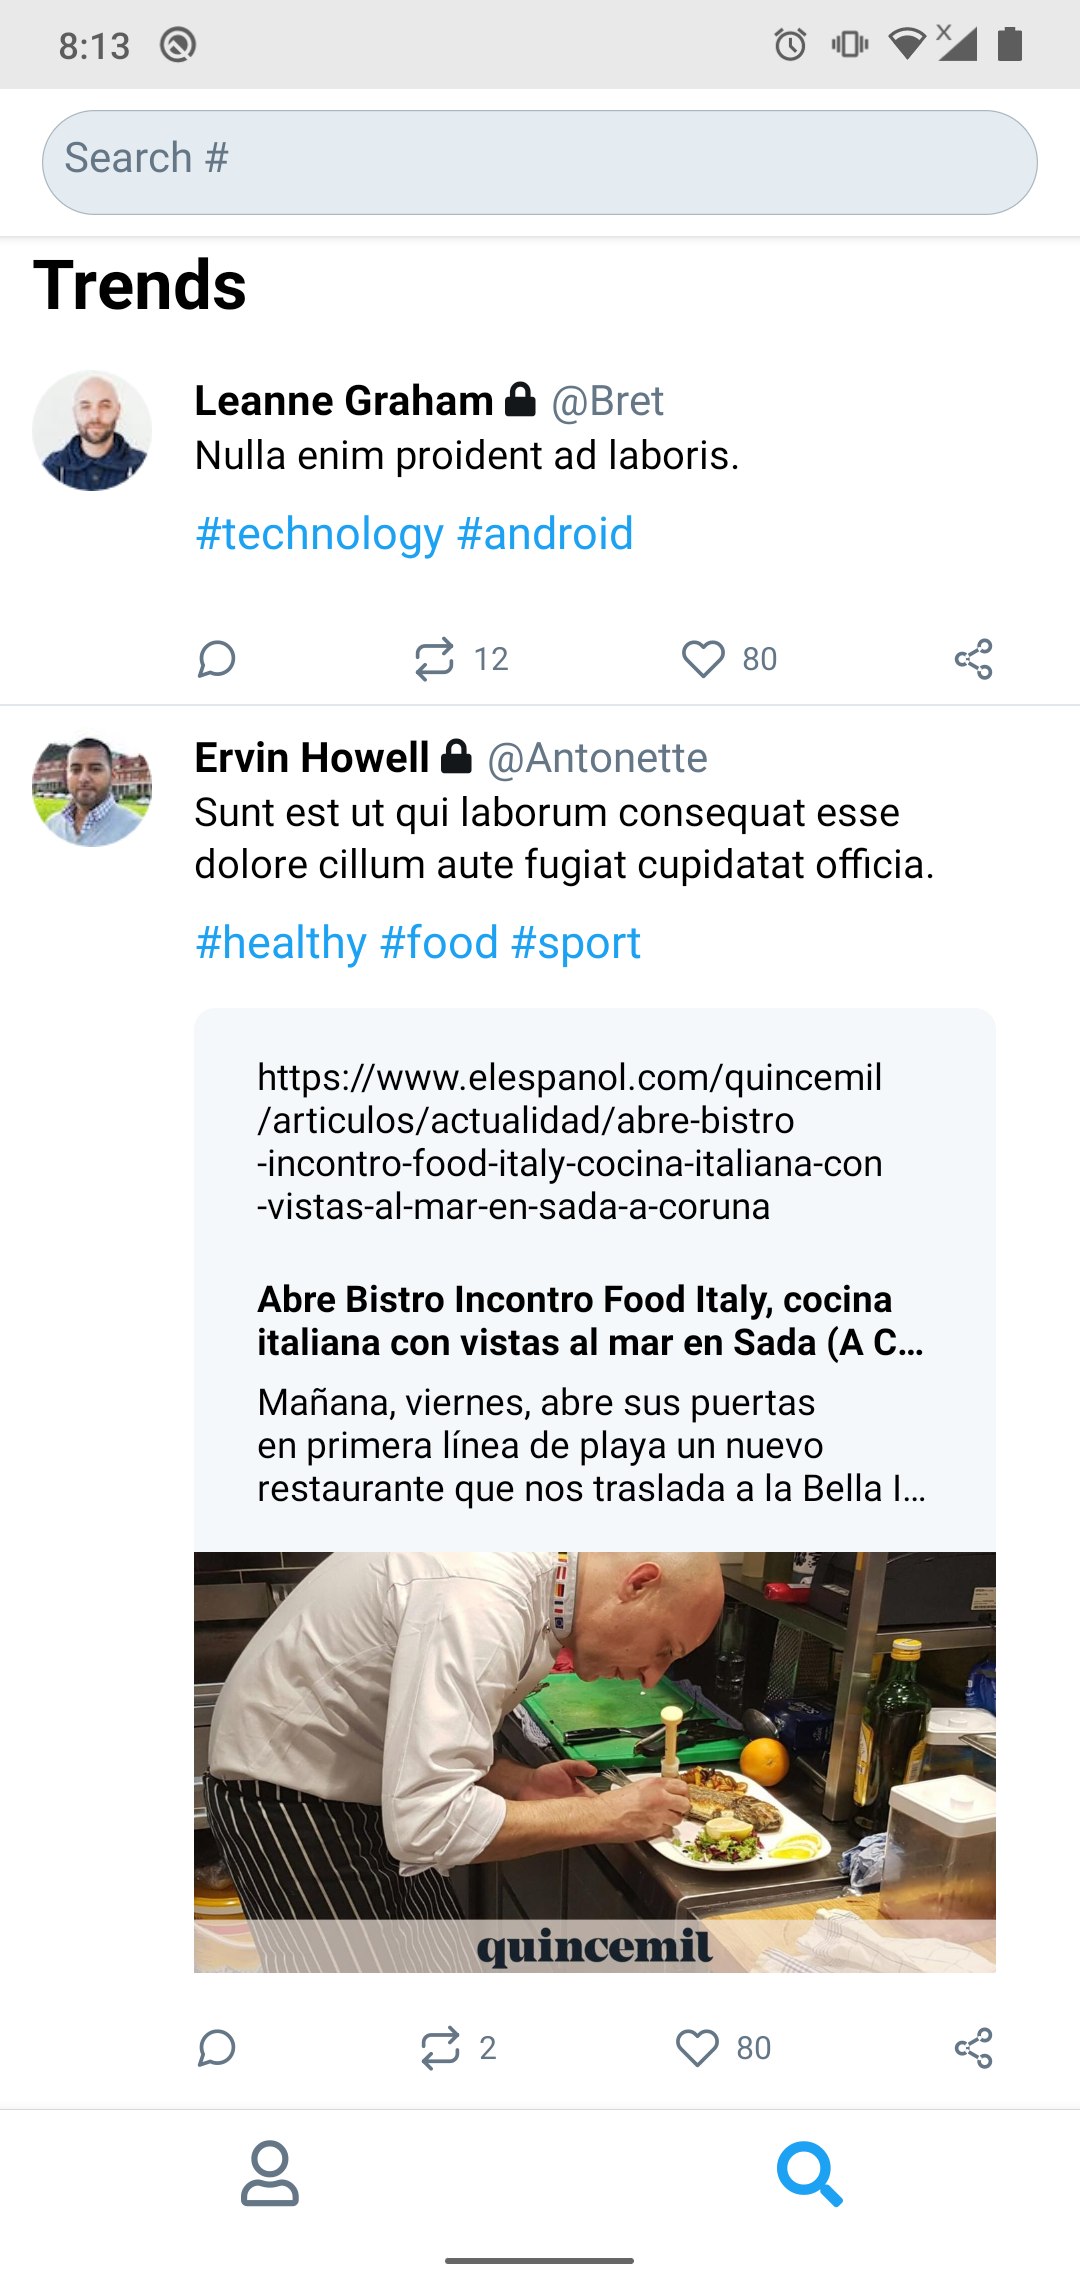 8:13
Search #
Trends
Leanne Graham @Bret
Nulla enim proident ad laboris.
#technology #android
12
80
Ervin Howell @Antonette
Sunt est ut qui laborum consequat esse
dolore cillum aute fugiat cupidatat officia.
#healthy #food #sport
https://www.elespanol.com/quincemil
/articulos/actualidad/abre-bistro
-incontro-food-italy-cocina-italiana-con
-vistas-al-mar-en-sada-a-coruna
Abre Bistro Incontro Food Italy, cocina
italiana con vistas al mar en Sada (A C...
Mañana, viernes, abre sus puertas
en primera línea de playa un nuevo
restaurante que nos traslada a la Bella I...
quincemil
2
80